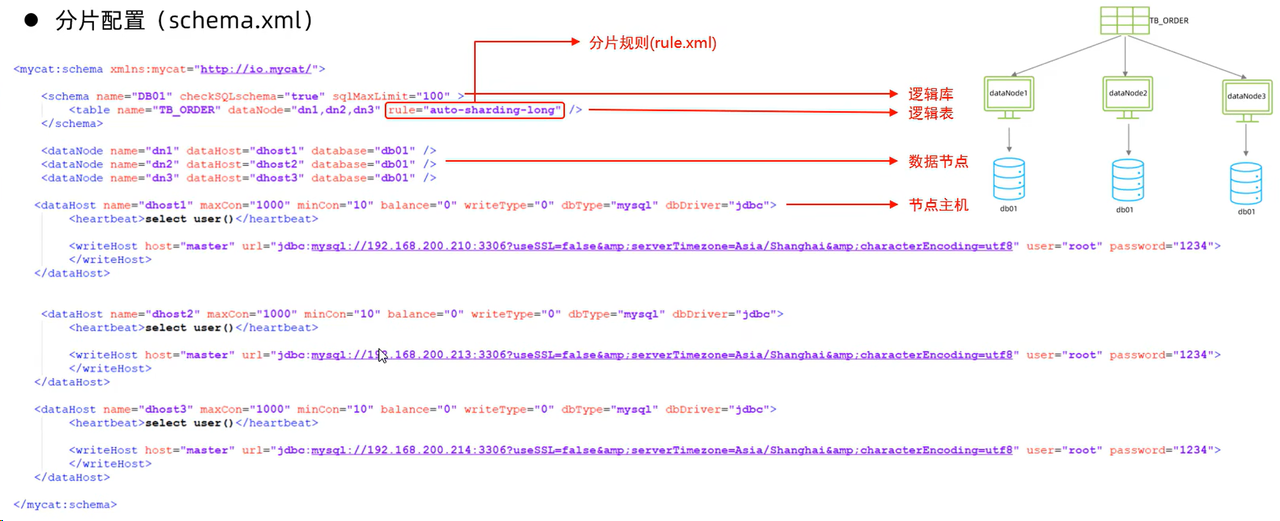 ● 分片配置（schema.xml）
TB_ORDER
分片规则(rule.xml)
<mycat:schema xmlns:mycat="http://io.mycat/">
<schema name="DB01" checkSQLschema="true" sqlMaxLimit="100" >
逻辑库
<table name="TB_ORDER" dataNode="dn1,dn2,dn3" rule="auto-sharding-long" />
逻辑表
</schema>
dataNode1
dataNode2
dataNode3
<dataNode name="dn1" dataHost="dhost1" database="db01" />
<dataNode name="dn2" dataHost="dhost2" database="db01" />
数据节点
<dataNode name="dn3" dataHost="dhost3" database="db01" />
db01
db01
db01
<dataHost name="dhost1" maxCon="1000" minCon="10" balance="0" writeType="0" dbType="mysql" dbDriver="jdbc">
节点主机
<heartbeat>select user()</heartbeat>
<writeHost host="master" url="jdbc:mysql://192.168.200.210:3306?useSSL=false&amp;serverTimezone=Asia/Shanghai&amp;characterEncoding=utf8" user="root" password="1234">
</writeHost>
</dataHost>
<dataHost name="dhost2" maxCon="1000" minCon="10" balance="0" writeType="0" dbType="mysql" dbDriver="jdbc">
<heartbeat>select user()</heartbeat>
<writeHost host="master" url="jdbc:mysql://192.168.200.213:3306?useSSL=false&amp;serverTimezone=Asia/Shanghai&amp;characterEncoding=utf8" user="root" password="1234">
</writeHost>
</dataHost>
<dataHost name="dhost3" maxCon="1000" minCon="10" balance="0" writeType="0" dbType="mysql" dbDriver="jdbc">
<heartbeat>select user()</heartbeat>
<writeHost host="master" url="jdbc:mysql://192.168.200.214:3306?useSSL=false&amp;serverTimezone=Asia/Shanghai&amp;characterEncoding=utf8" user="root" password="1234">
</writeHost>
</dataHost>
</mycat:schema>